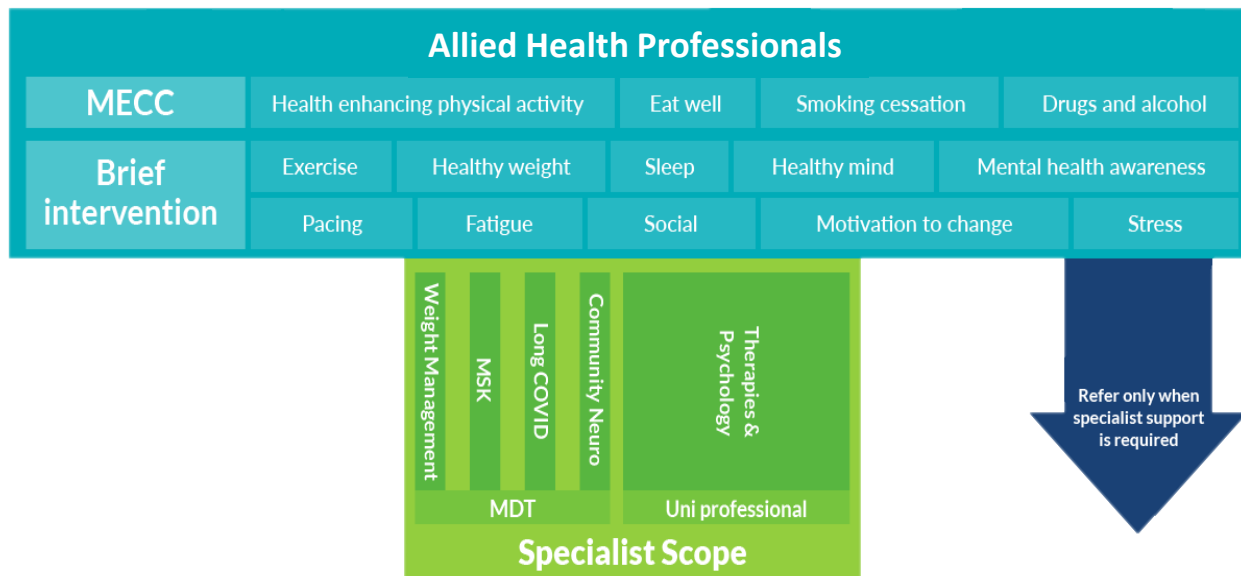 Allied Health Professionals
MECC
Health enhancing physical activity
Eat well
Smoking cessation
Drugs and alcohol
Brief
intervention
Exercise
Healthy weight
Sleep
Healthy mind
Mental health awareness
Pacing
Fatigue
Social
Motivation to change
Stress
Weight Management
MSK
Long COVID
Community Neuro
Therapies &
Psychology
MDT
Uni professional
Specialist Scope
Refer only when
specialist support
is required